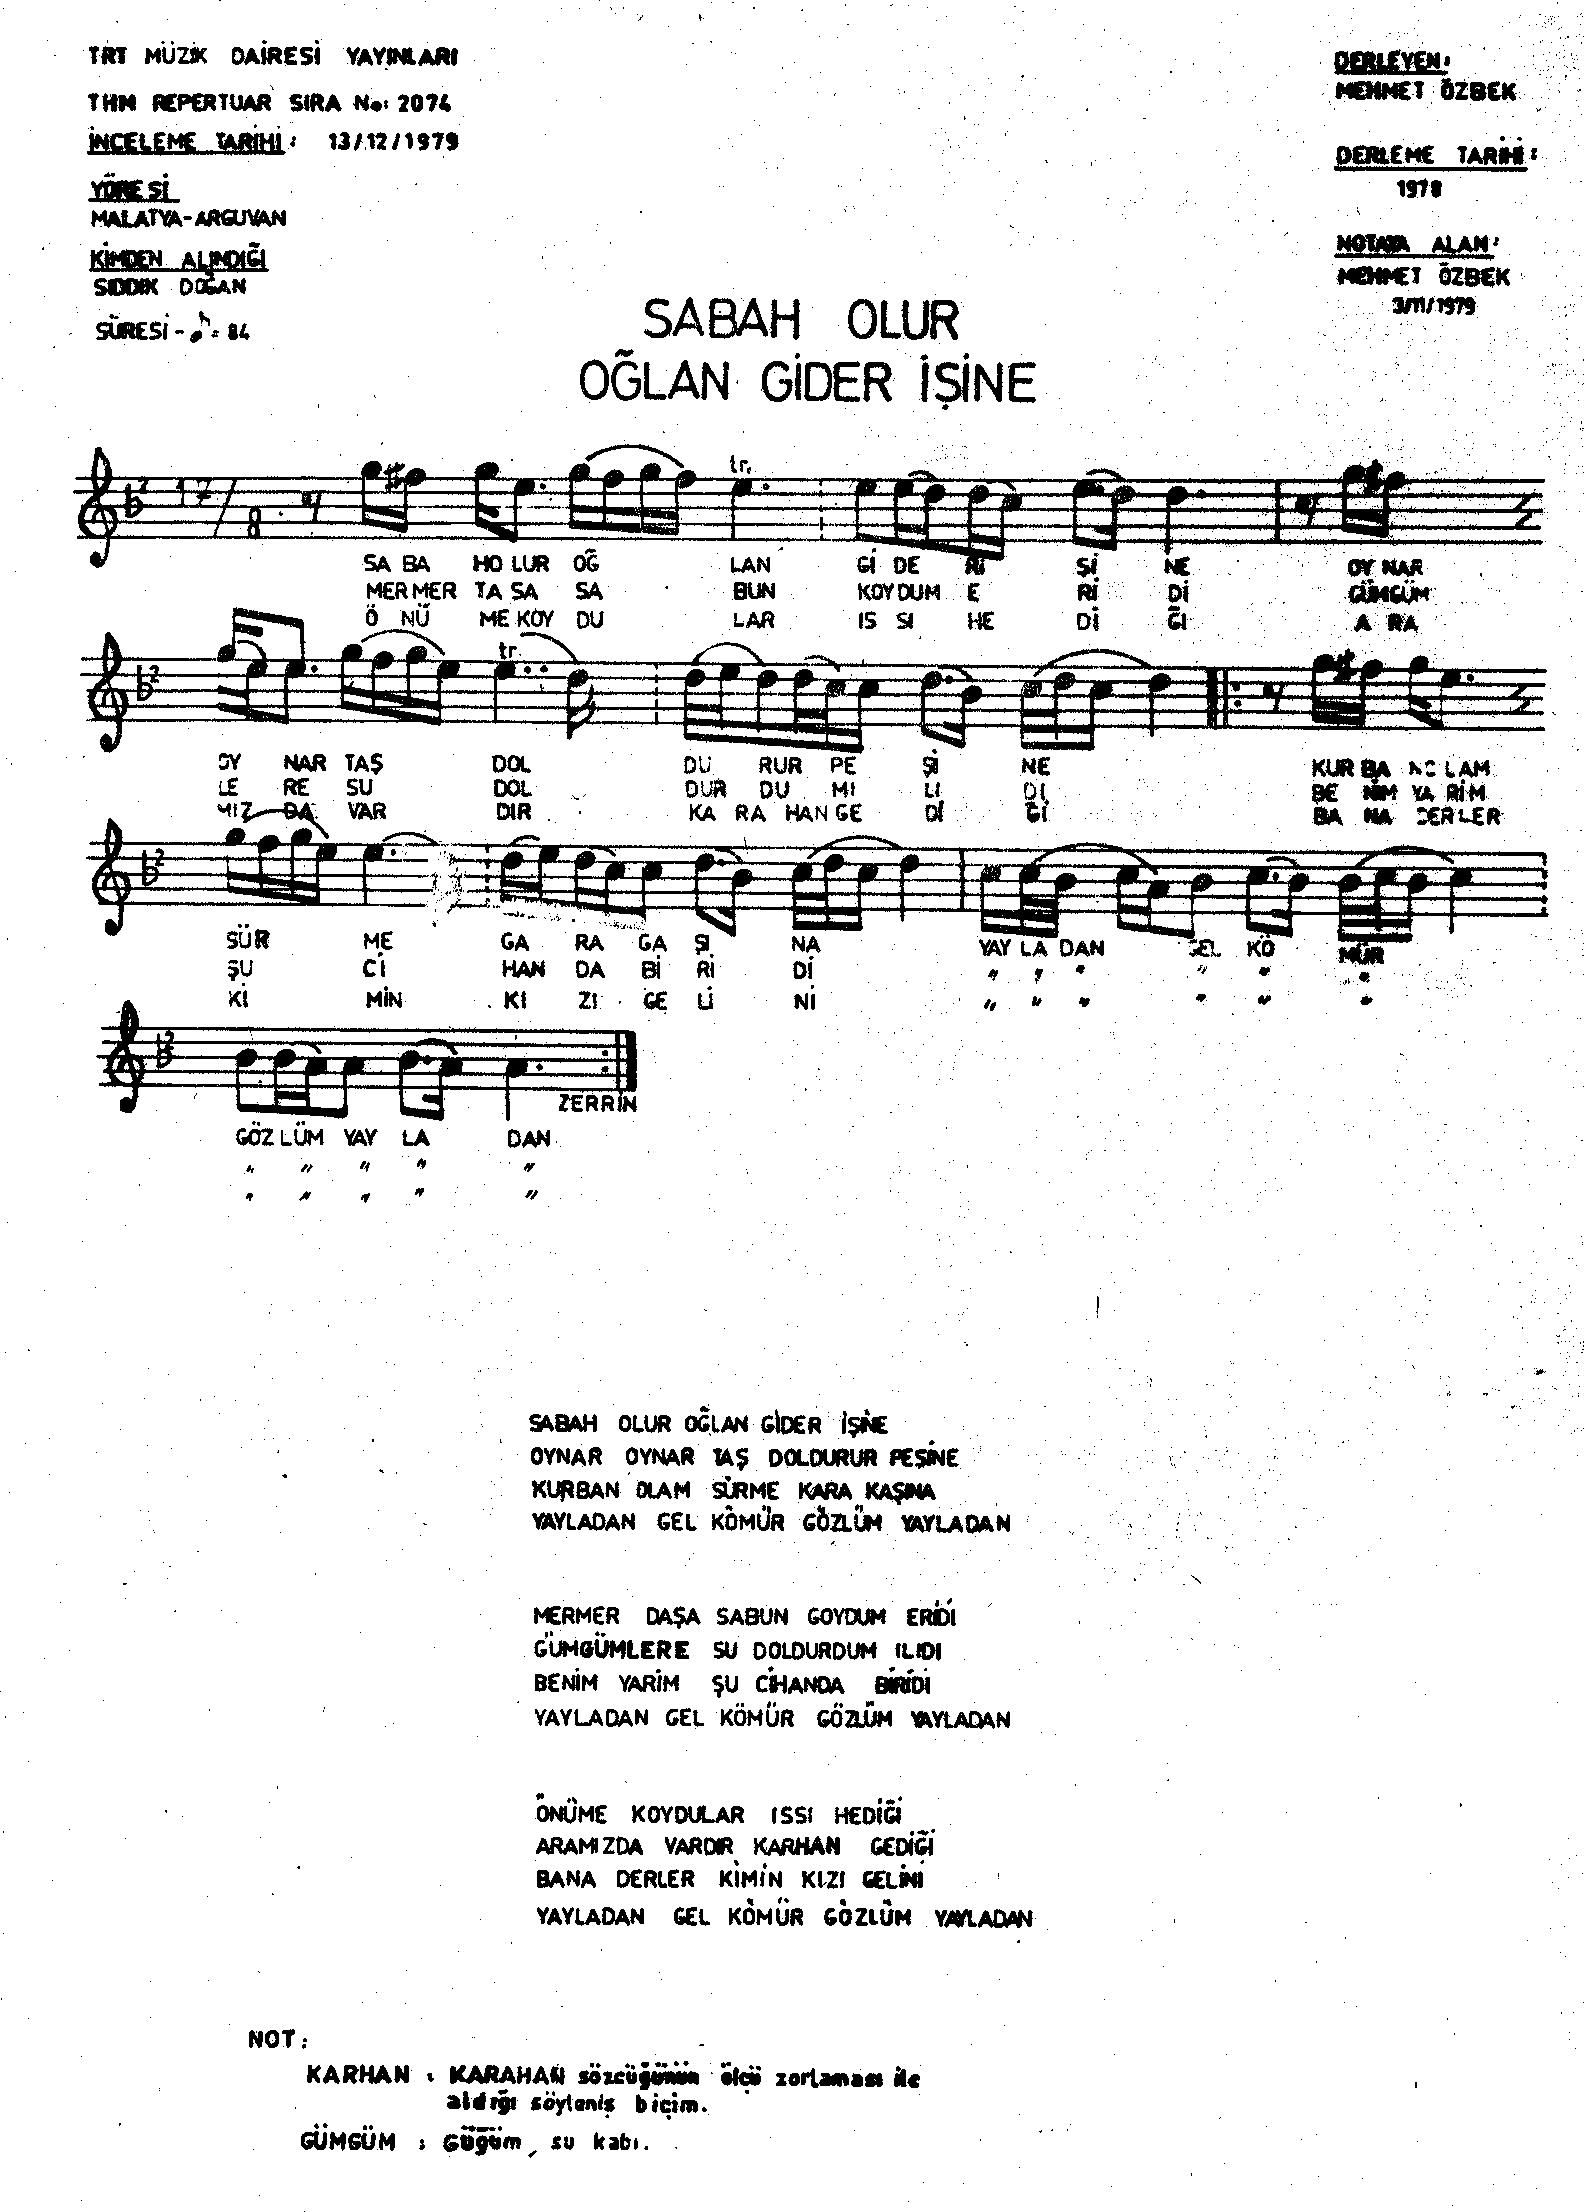 TRT MÜZİK DAİRESİ YAYINLARI
THM REPERTUAR SIRA No: 2074
İNCELEME TARİHİ: 13/12/1979
YÖRESİ
MALATYA-ARGUVAN
KİMDEN ALINDIĞI
SIDDIK DOĞAN
SÜRESİ - ♪ = 84
DERLEYEN:
MEHMET ÖZBEK
DERLEME TARİHİ:
1978
NOTAYA ALAN:
MEHMET ÖZBEK
3/11/1979
SABAH OLUR
OĞLAN GİDER İŞİNE
17/8
tr.
SA BA HO LUR OĞ LAN Gİ DE Rİ Şİ NE OY NAR
MER MER TA SA SA BUN KOY DUM E Rİ Dİ GÜMGÜM
Ö NÜ ME KOY DU LAR IS SI HE Dİ Ğİ A RA
tr.
OY NAR TAŞ DOL DU RUR PE Şİ NE KUR BA NO LAM
LE RE SU DOL DUR DU MI LI DI BE NİM YA RİM
MIZ DA VAR DIR KA RA HAN GE Dİ Ğİ BA NA DERLER
SÜR ME GA RA GA ŞI NA YAY LA DAN GEL KÖ MÜR
ŞU Cİ HAN DA Bİ Rİ Dİ " " " " " "
Kİ MİN KI ZI GE Lİ Nİ " " " " " "
ZERRİN
GÖZ LÜM YAY LA DAN
" " " " "
" " " " "
SABAH OLUR OĞLAN GİDER İŞİNE
OYNAR OYNAR TAŞ DOLDURUR PEŞİNE
KURBAN OLAM SÜRME KARA KAŞINA
YAYLADAN GEL KÖMÜR GÖZLÜM YAYLADAN
MERMER DAŞA SABUN GOYDUM ERİDİ
GÜMGÜMLERE SU DOLDURDUM ILIDI
BENİM YARİM ŞU CİHANDA BİRİDİ
YAYLADAN GEL KÖMÜR GÖZLÜM YAYLADAN
ÖNÜME KOYDULAR ISSI HEDİĞİ
ARAMIZDA VARDIR KARHAN GEDİĞİ
BANA DERLER KİMİN KIZI GELİNİ
YAYLADAN GEL KÖMÜR GÖZLÜM YAYLADAN
NOT:
KARHAN : KARAHAN sözcüğünün ölçü zorlaması ile
aldığı söyleniş biçim.
GÜMGÜM : Güğüm, su kabı.